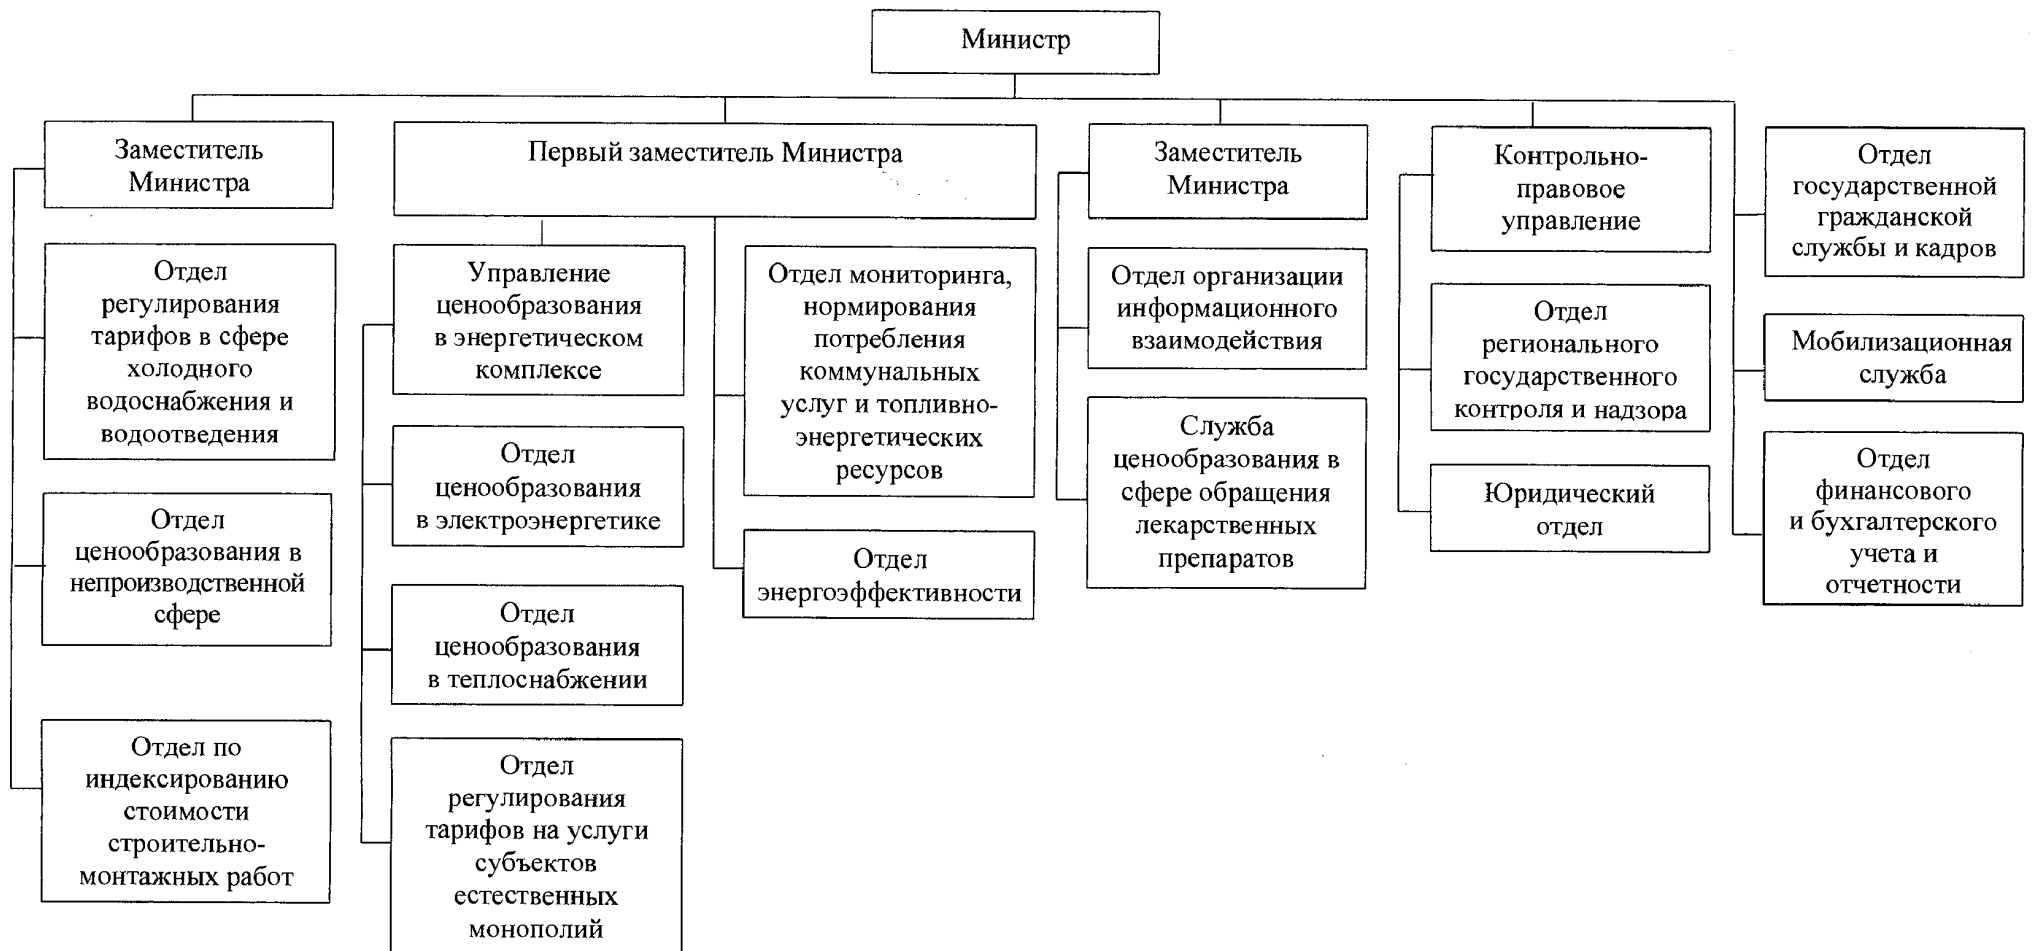 Министр
Заместитель
Министра
Отдел
регулирования
тарифов в сфере
холодного
водоснабжения и
водоотведения
Отдел
ценообразования в
непроизводственной
сфере
Отдел по
индексированию
стоимости
строительно-
монтажных работ
Первый заместитель Министра
Управление
ценообразования
в энергетическом
комплексе
Отдел
ценообразования
в электроэнергетике
Отдел
ценообразования
в теплоснабжении
Отдел
регулирования
тарифов на услуги
субъектов
естественных
монополий
Отдел мониторинга,
нормирования
потребления
коммунальных
услуг и топливно-
энергетических
ресурсов
Отдел
энергоэффективности
Заместитель
Министра
Отдел организации
информационного
взаимодействия
Служба
ценообразования в
сфере обращения
лекарственных
препаратов
Контрольно-
правовое
управление
Отдел
регионального
государственного
контроля и надзора
Юридический
отдел
Отдел
государственной
гражданской
службы и кадров
Мобилизационная
служба
Отдел
финансового
и бухгалтерского
учета и
отчетности